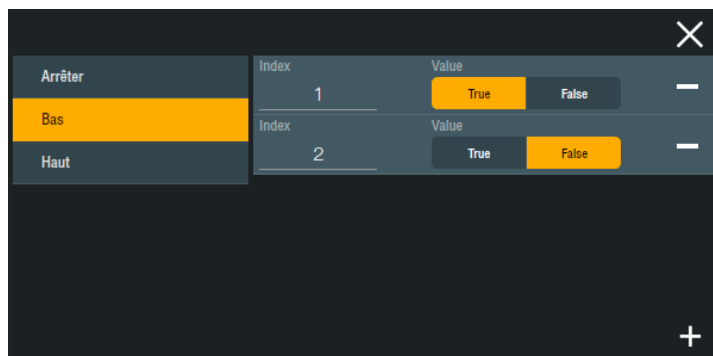 Arrêter
Bas
Haut
Index Value
1 True False
Index Value
2 True False